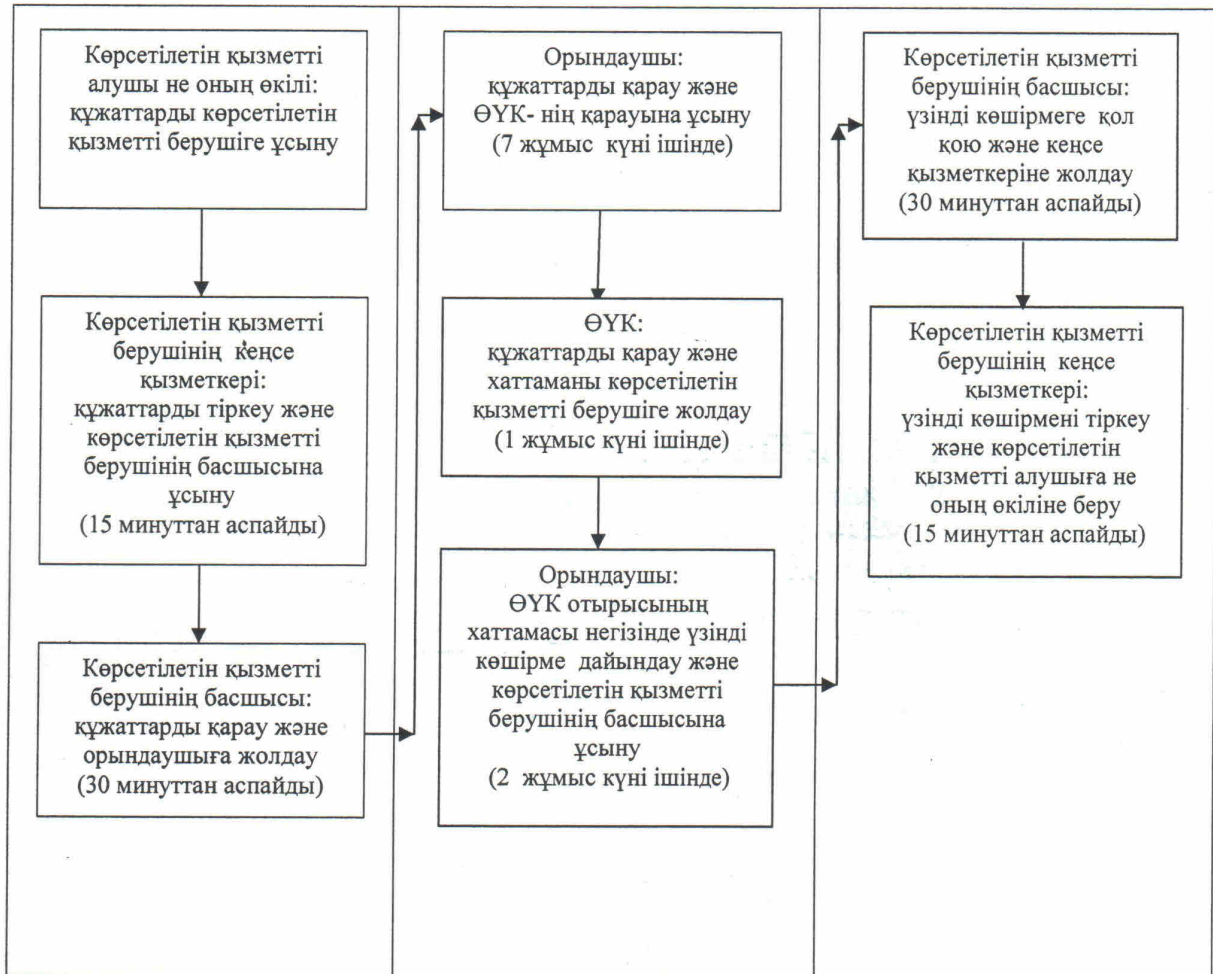 Көрсетілетін қызметті
алушы не оның өкілі:
құжаттарды көрсетілетін
қызметті берушіге ұсыну
Көрсетілетін қызметті
берушінің кеңсе
қызметкері:
құжаттарды тіркеу және
көрсетілетін қызметті
берушінің басшысына
ұсыну
(15 минуттан аспайды)
Көрсетілетін қызметті
берушінің басшысы:
құжаттарды қарау және
орындаушыға жолдау
(30 минуттан аспайды)
Орындаушы:
құжаттарды қарау және
ӨҮК- нің қарауына ұсыну
(7 жұмыс күні ішінде)
ӨҮК:
құжаттарды қарау және
хаттаманы көрсетілетін
қызметті берушіге жолдау
(1 жұмыс күні ішінде)
Орындаушы:
ӨҮК отырысының
хаттамасы негізінде үзінді
көшірме дайындау және
көрсетілетін қызметті
берушінің басшысына
ұсыну
(2 жұмыс күні ішінде)
Көрсетілетін қызметті
берушінің басшысы:
үзінді көшірмеге қол
қою және кеңсе
қызметкеріне жолдау
(30 минуттан аспайды)
Көрсетілетін қызметті
берушінің кеңсе
қызметкері:
үзінді көшірмені тіркеу
және көрсетілетін
қызметті алушыға не
оның өкіліне беру
(15 минуттан аспайды)